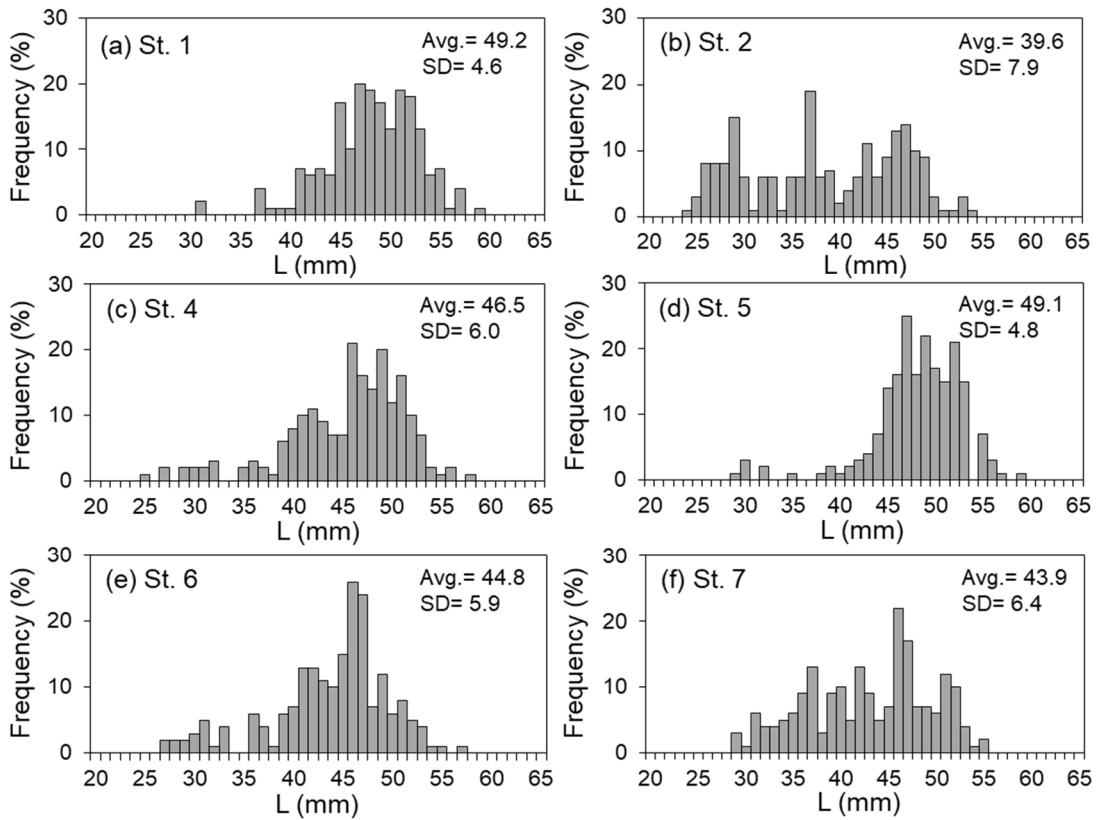 30
(a) St. 1
Avg.= 49.2
SD= 4.6
20
10
0
Frequency (%)
20 25 30 35 40 45 50 55 60 65
L (mm)
30
(b) St. 2
Avg.= 39.6
SD= 7.9
20
10
0
Frequency (%)
20 25 30 35 40 45 50 55 60 65
L (mm)
30
(c) St. 4
Avg.= 46.5
SD= 6.0
20
10
0
Frequency (%)
20 25 30 35 40 45 50 55 60 65
L (mm)
30
(d) St. 5
Avg.= 49.1
SD= 4.8
20
10
0
Frequency (%)
20 25 30 35 40 45 50 55 60 65
L (mm)
30
(e) St. 6
Avg.= 44.8
SD= 5.9
20
10
0
Frequency (%)
20 25 30 35 40 45 50 55 60 65
L (mm)
30
(f) St. 7
Avg.= 43.9
SD= 6.4
20
10
0
Frequency (%)
20 25 30 35 40 45 50 55 60 65
L (mm)